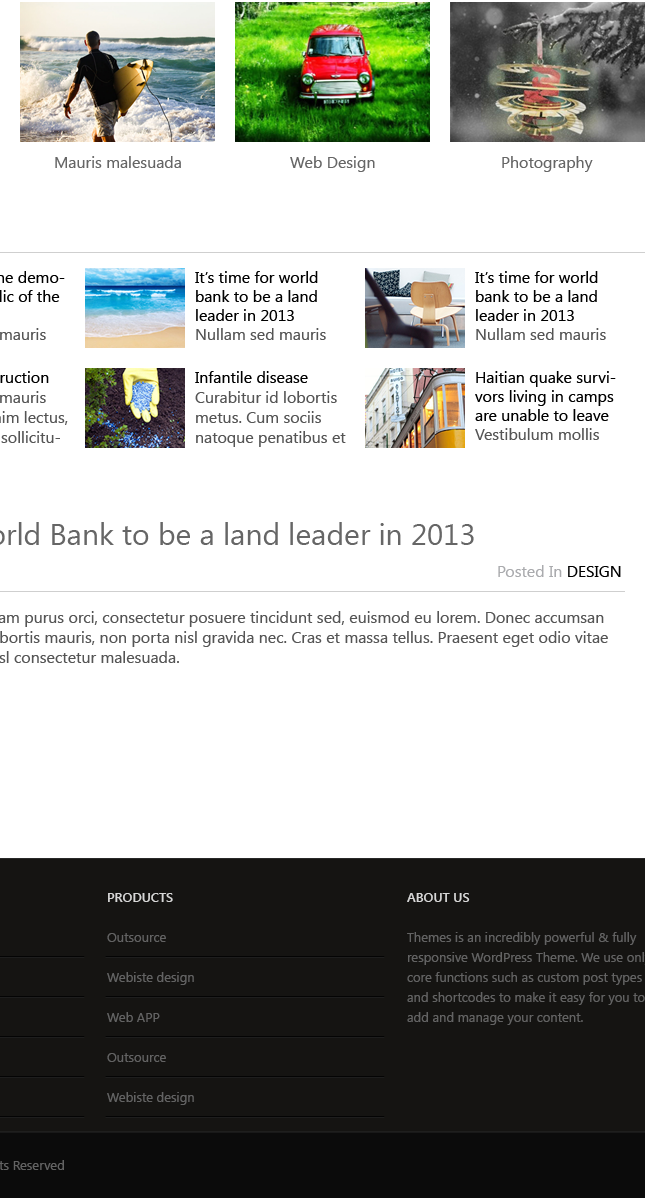 Mauris malesuada
Web Design
Photography
ne demo-
lic of the
mauris
It's time for world
bank to be a land
leader in 2013
Nullam sed mauris
It's time for world
bank to be a land
leader in 2013
Nullam sed mauris
ruction
mauris
im lectus,
sollicitu-
Infantile disease
Curabitur id lobortis
metus. Cum sociis
natoque penatibus et
Haitian quake survi-
vors living in camps
are unable to leave
Vestibulum mollis
orld Bank to be a land leader in 2013
Posted In DESIGN
am purus orci, consectetur posuere tincidunt sed, euismod eu lorem. Donec accumsan
bortis mauris, non porta nisl gravida nec. Cras et massa tellus. Praesent eget odio vitae
sl consectetur malesuada.
PRODUCTS
Outsource
Webiste design
Web APP
Outsource
Webiste design
ABOUT US
Themes is an incredibly powerful & fully
responsive WordPress Theme. We use onl
core functions such as custom post types
and shortcodes to make it easy for you to
add and manage your content.
ts Reserved